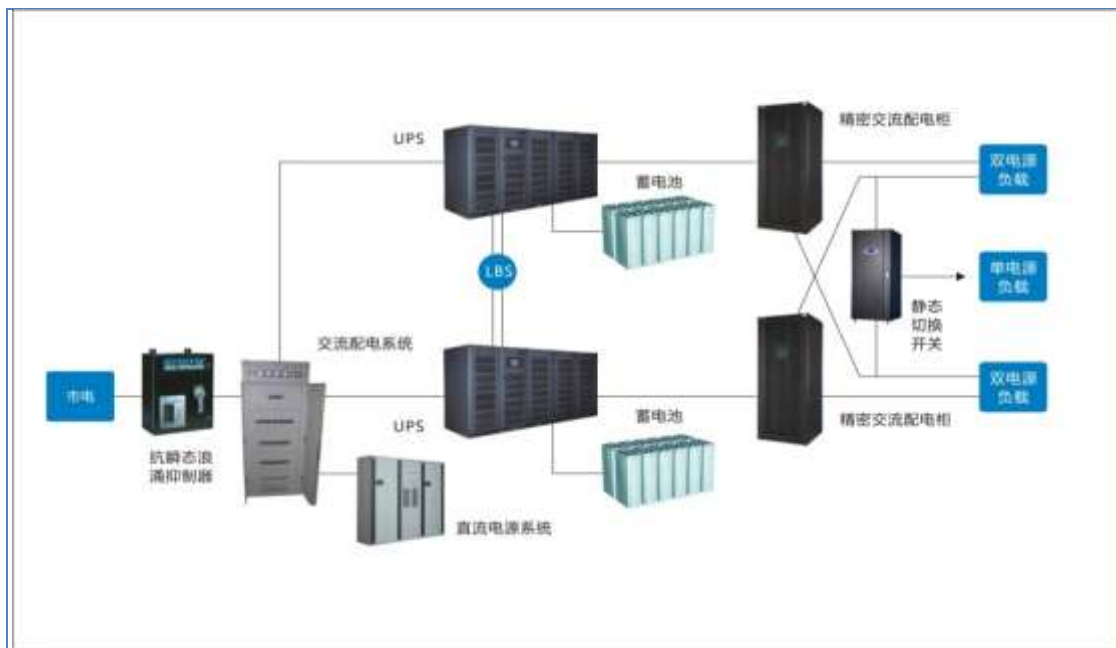 精密交流配电柜
UPS
双电源
负载
蓄电池
LBS
单电源
负载
静态
切换
开关
交流配电系统
市电
双电源
负载
UPS
蓄电池
精密交流配电柜
抗瞬态浪
涌抑制器
直流电源系统